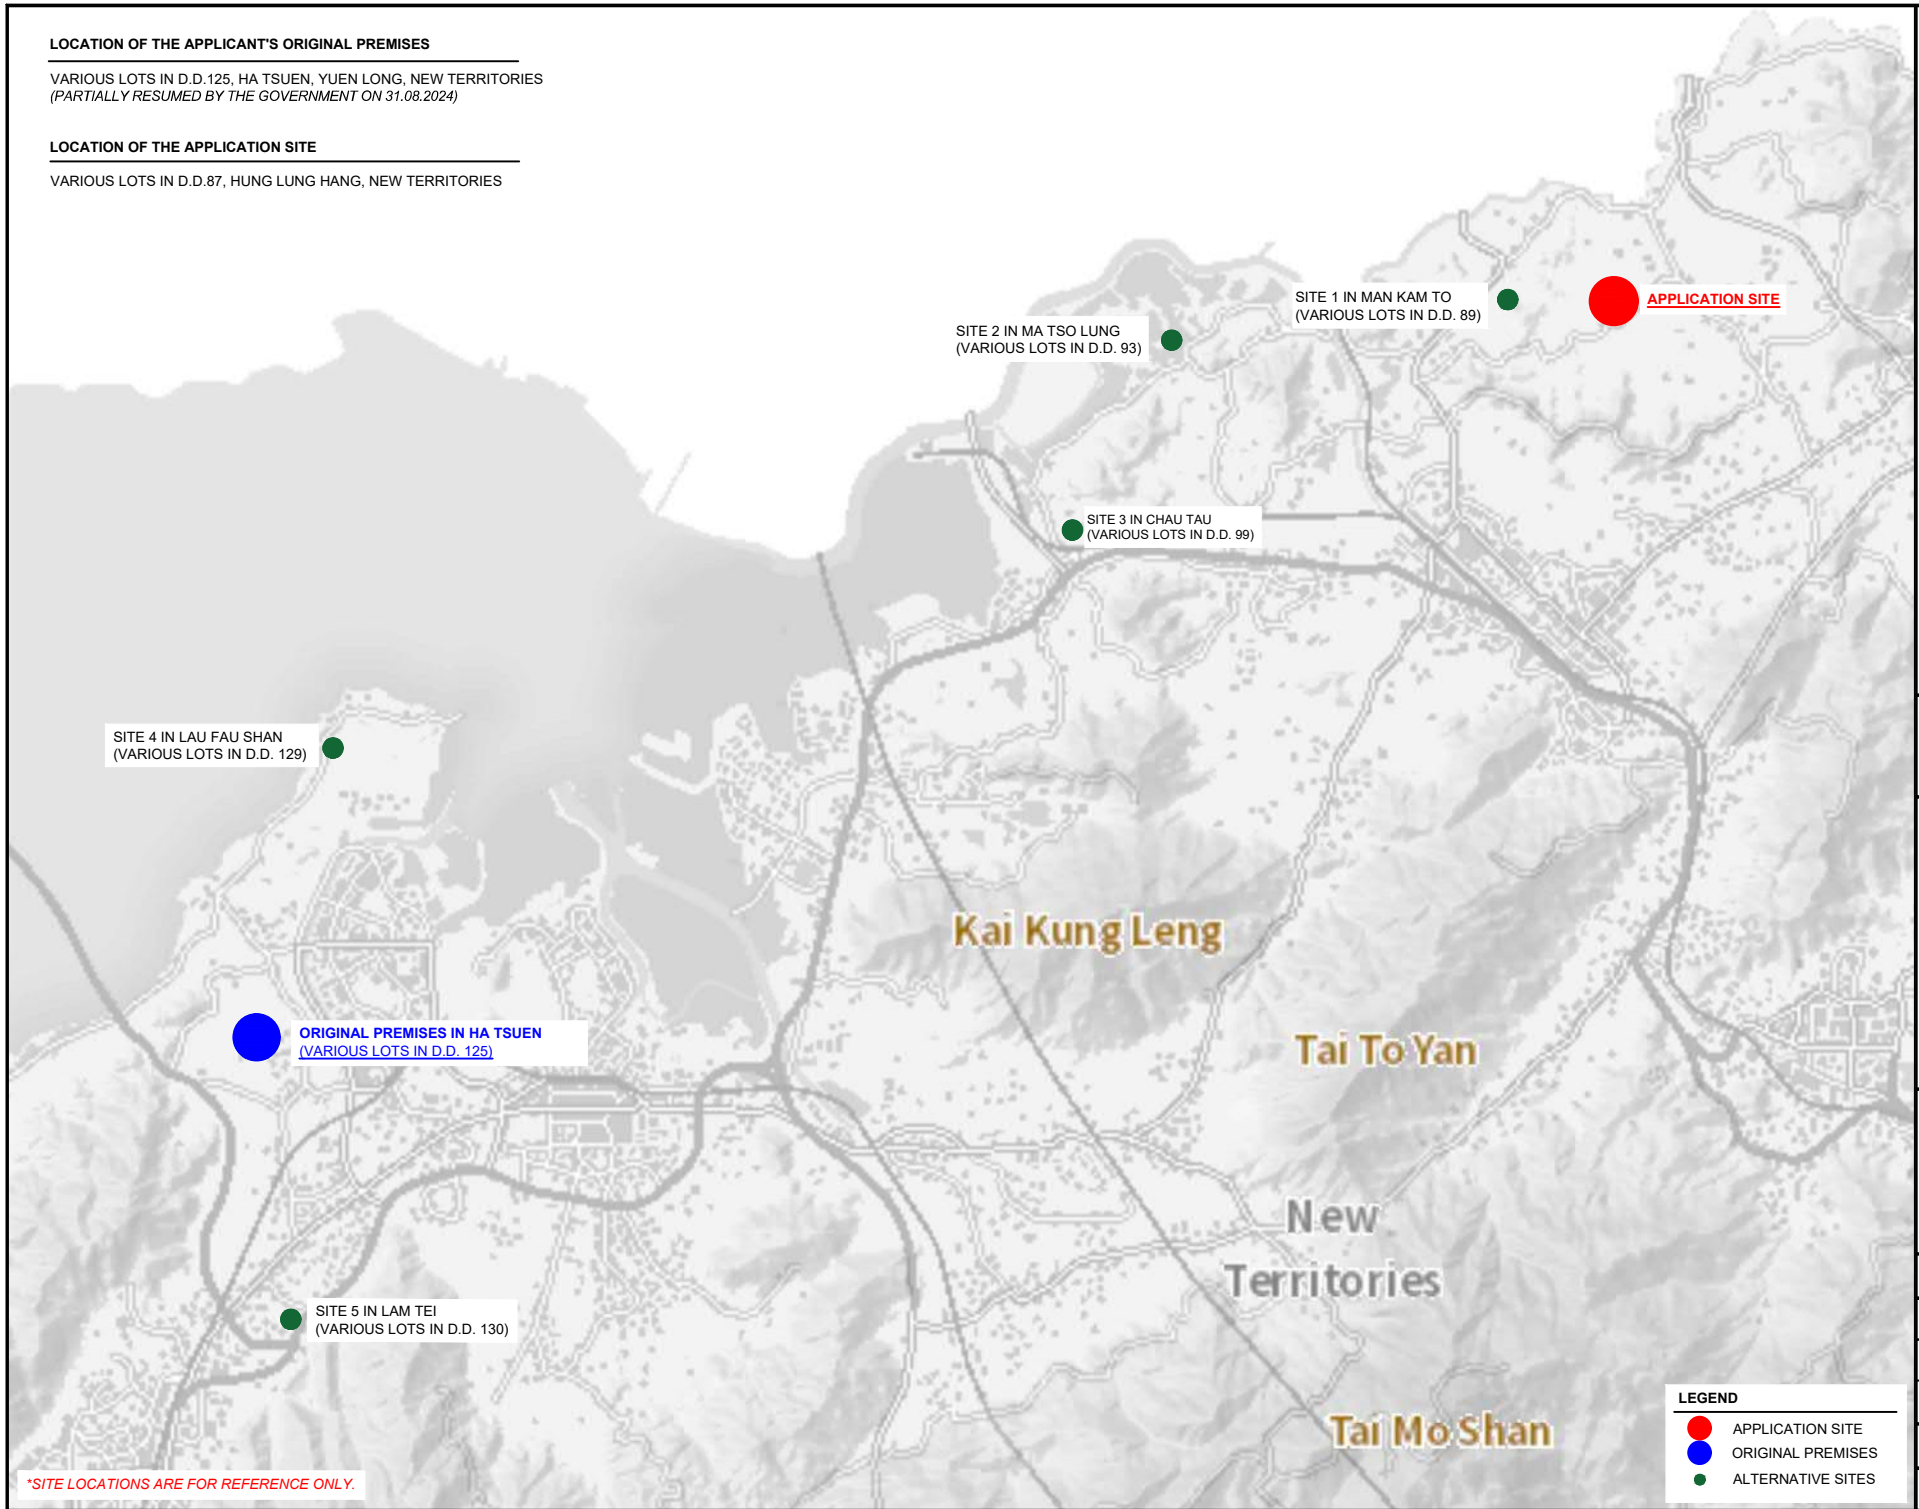 LOCATION OF THE APPLICANT'S ORIGINAL PREMISES
VARIOUS LOTS IN D.D.125, HA TSUEN, YUEN LONG, NEW TERRITORIES
(PARTIALLY RESUMED BY THE GOVERNMENT ON 31.08.2024)
LOCATION OF THE APPLICATION SITE
VARIOUS LOTS IN D.D.87, HUNG LUNG HANG, NEW TERRITORIES
SITE 1 IN MAN KAM TO
(VARIOUS LOTS IN D.D. 89)
APPLICATION SITE
SITE 2 IN MA TSO LUNG
(VARIOUS LOTS IN D.D. 93)
SITE 3 IN CHAU TAU
(VARIOUS LOTS IN D.D. 99)
SITE 4 IN LAU FAU SHAN
(VARIOUS LOTS IN D.D. 129)
Kai Kung Leng
ORIGINAL PREMISES IN HA TSUEN
(VARIOUS LOTS IN D.D. 125)
Tai To Yan
New
Territories
SITE 5 IN LAM TEI
(VARIOUS LOTS IN D.D. 130)
Tai Mo Shan
LEGEND
APPLICATION SITE
ORIGINAL PREMISES
ALTERNATIVE SITES
*SITE LOCATIONS ARE FOR REFERENCE ONLY.